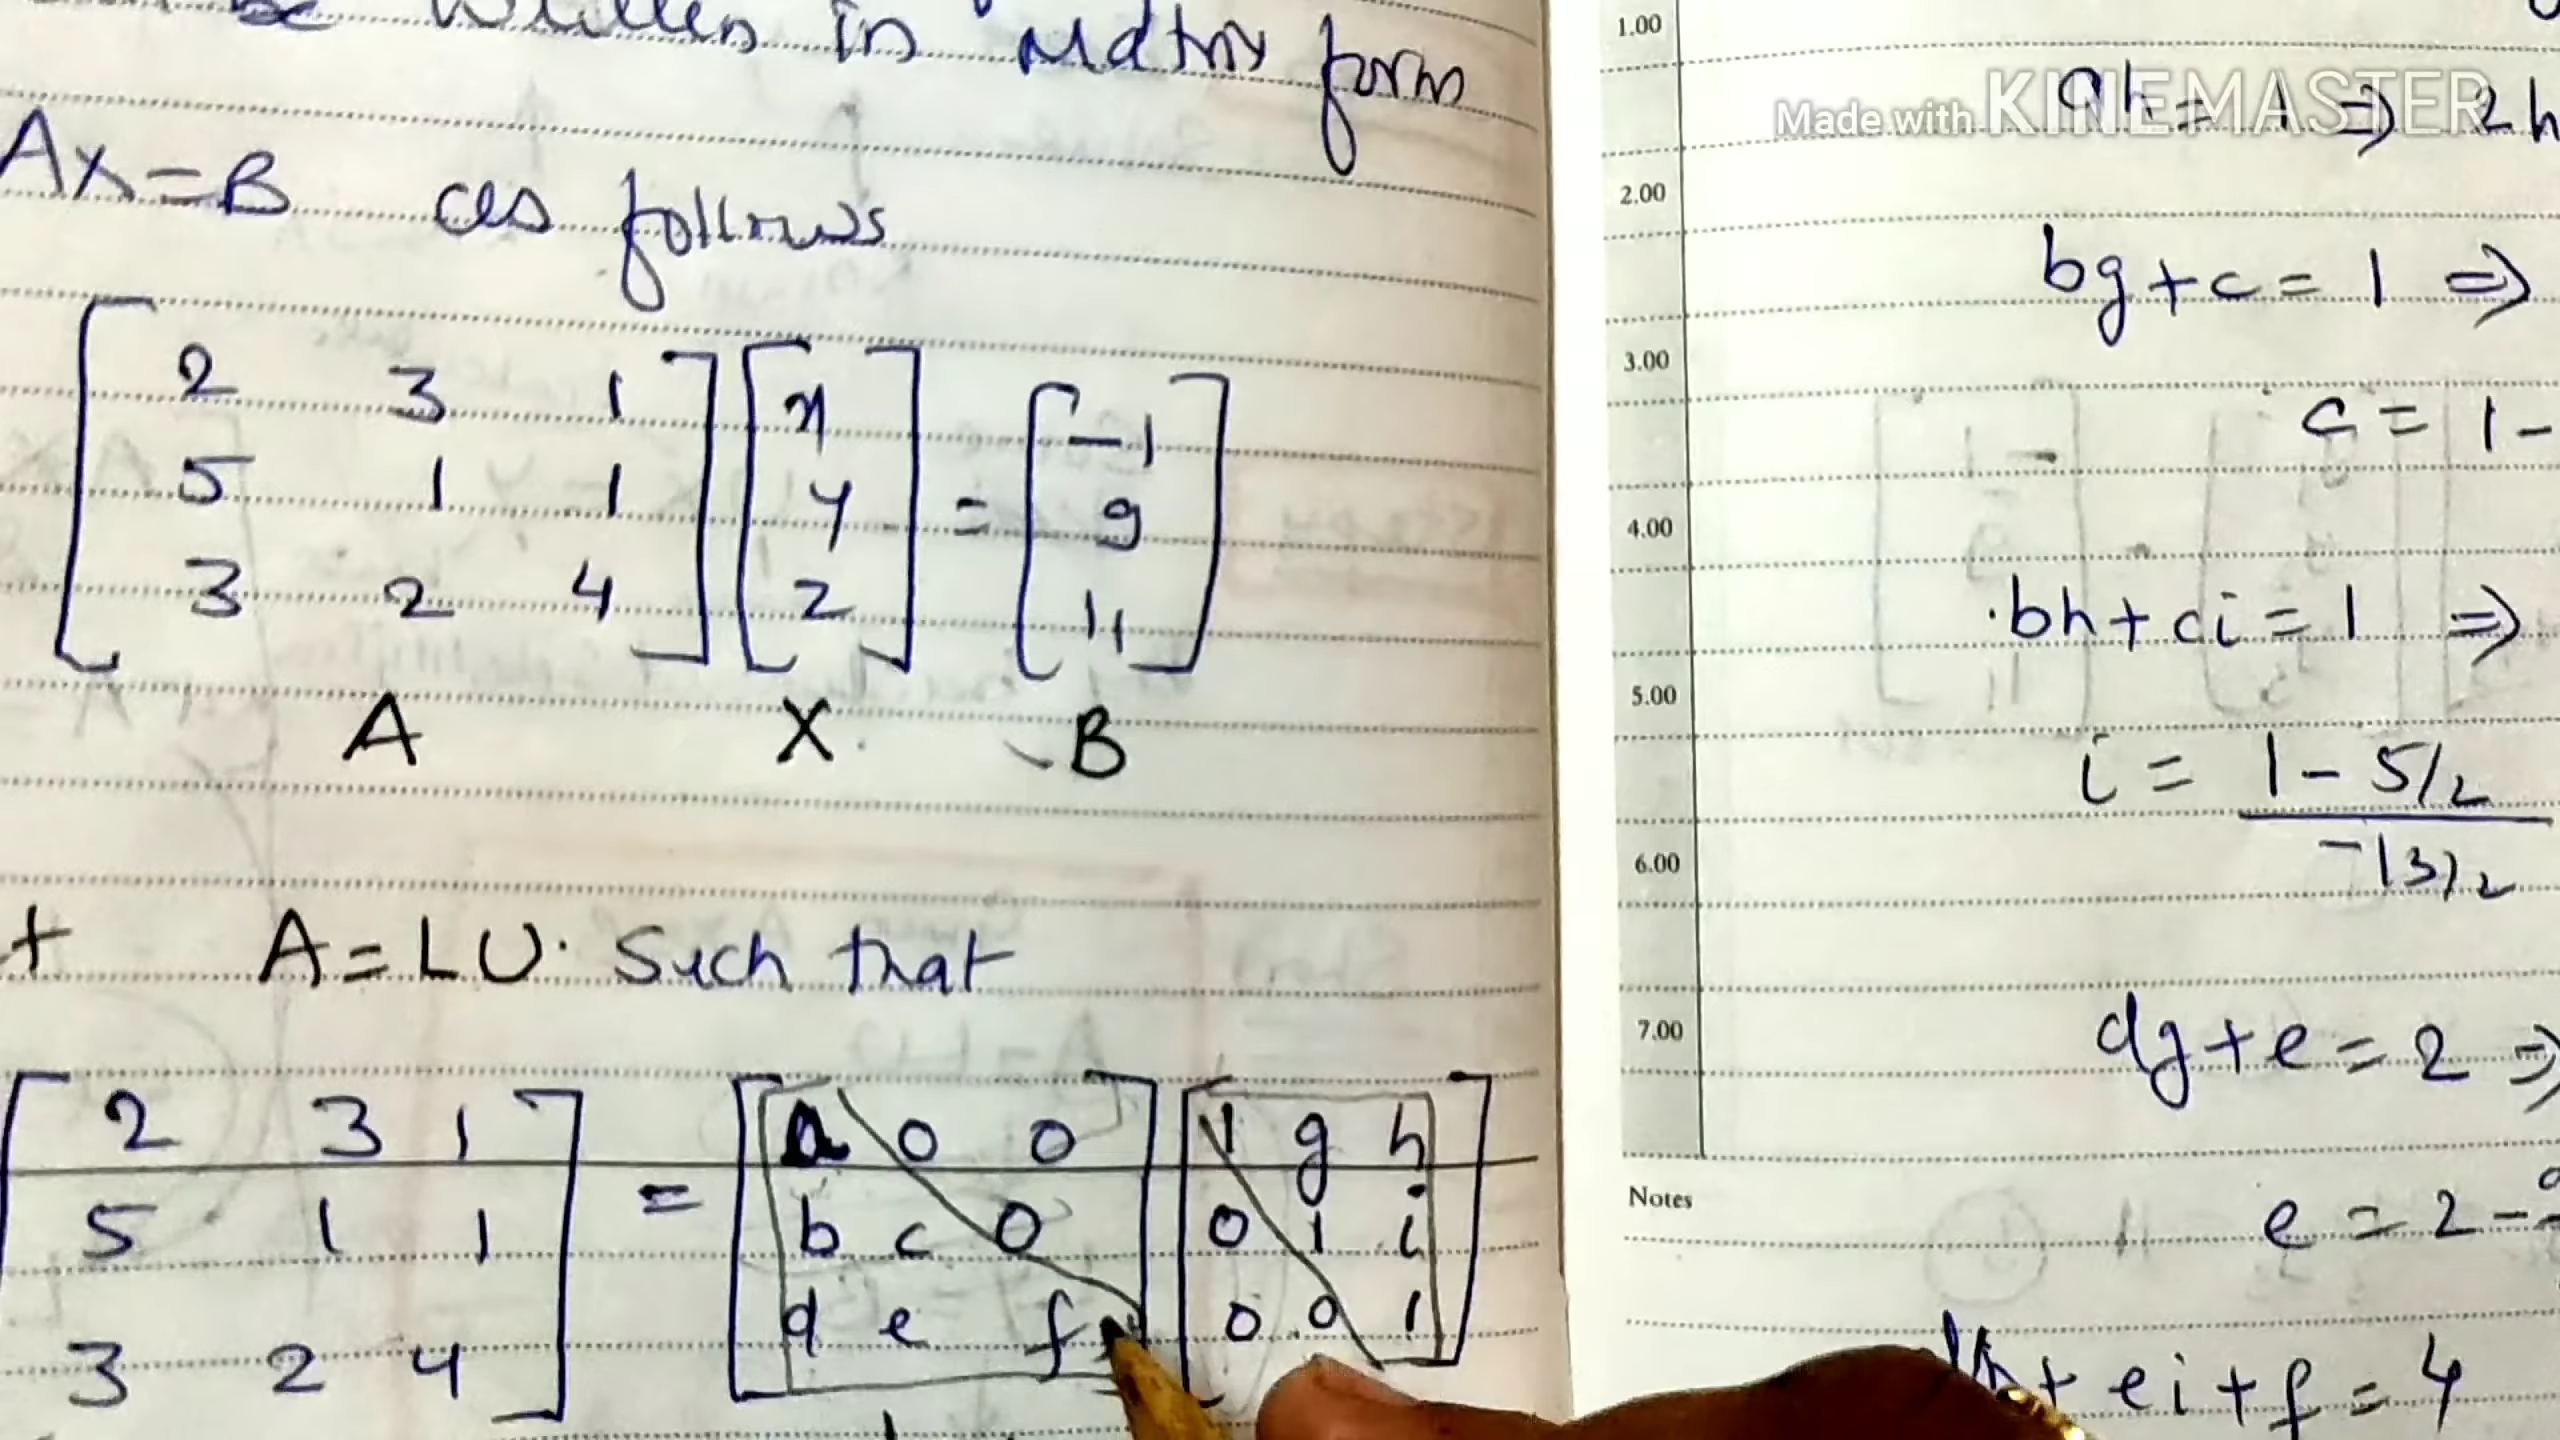 written in Matrix form
AX=B as follows
2 3 1 x -1
5 1 1 y = 9
3 2 4 z 11
A X B
A=LU. Such that
2 3 1 a 0 0 1 g h
5 1 1 = b c 0 0 1 i
3 2 4 d e f 0 0 1
1.00
Made with KINEMASTER
ah = 1 ⇒ 2h
2.00
bg+c = 1 ⇒
3.00
c = 1-
4.00
bh+ci = 1 ⇒
5.00
i = 1-5/2
-13/2
6.00
7.00
dg+e = 2 ⇒
Notes
e = 2-
+ei+f=4